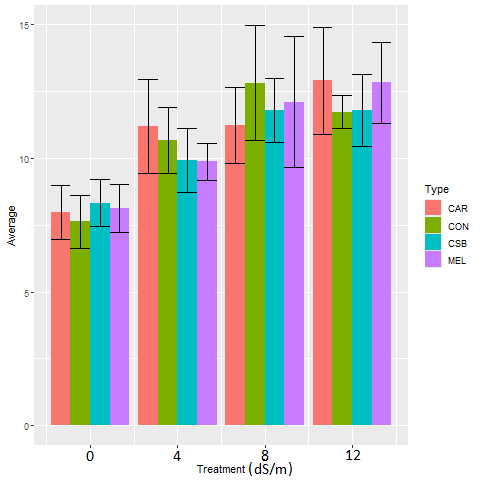 15
10
5
0
Average
0 4 8 12
Treatment (dS/m)
Type
CAR
CON
CSB
MEL